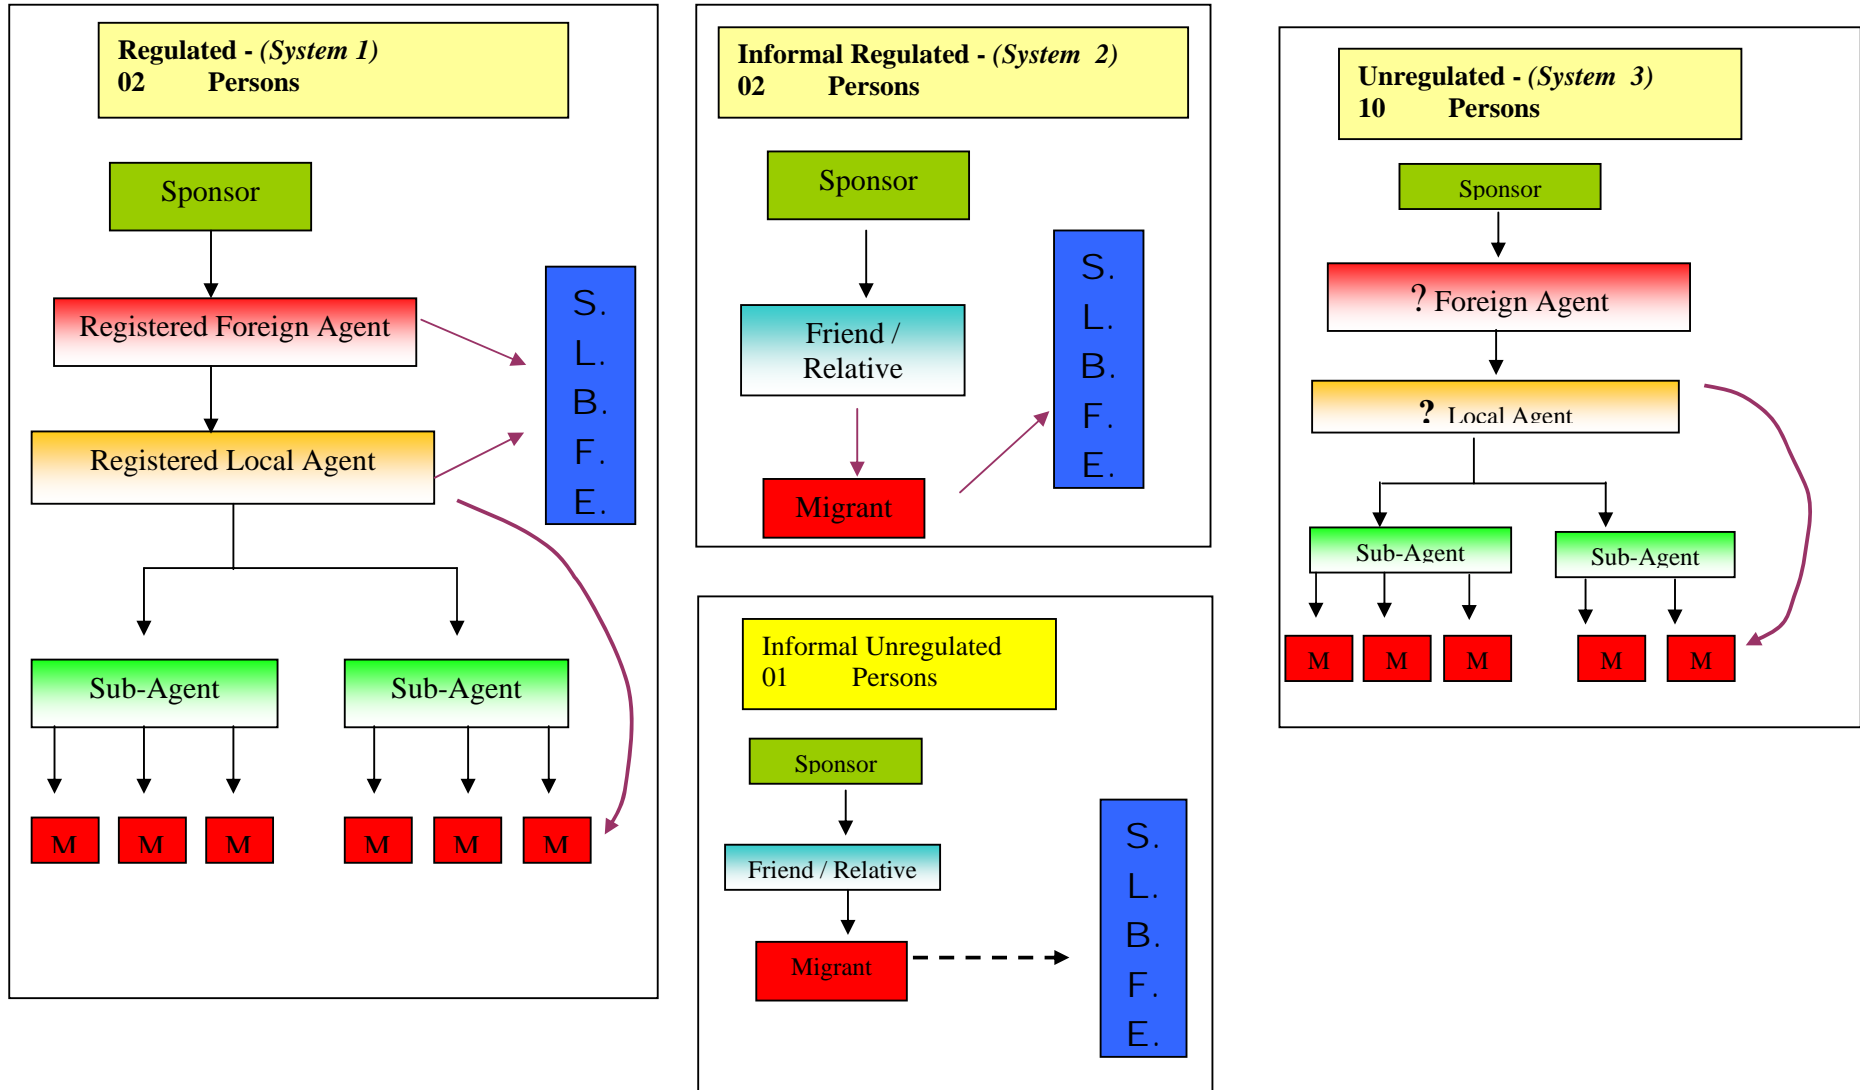 Regulated - (System 1)
02 Persons
Sponsor
Registered Foreign Agent
Registered Local Agent
S.
L.
B.
F.
E.
Sub-Agent
Sub-Agent
M
M
M
M
M
M
Informal Regulated - (System 2)
02 Persons
Sponsor
Friend /
Relative
Migrant
S.
L.
B.
F.
E.
Informal Unregulated
01 Persons
Sponsor
Friend / Relative
Migrant
S.
L.
B.
F.
E.
Unregulated - (System 3)
10 Persons
Sponsor
? Foreign Agent
? Local Agent
Sub-Agent
Sub-Agent
M
M
M
M
M